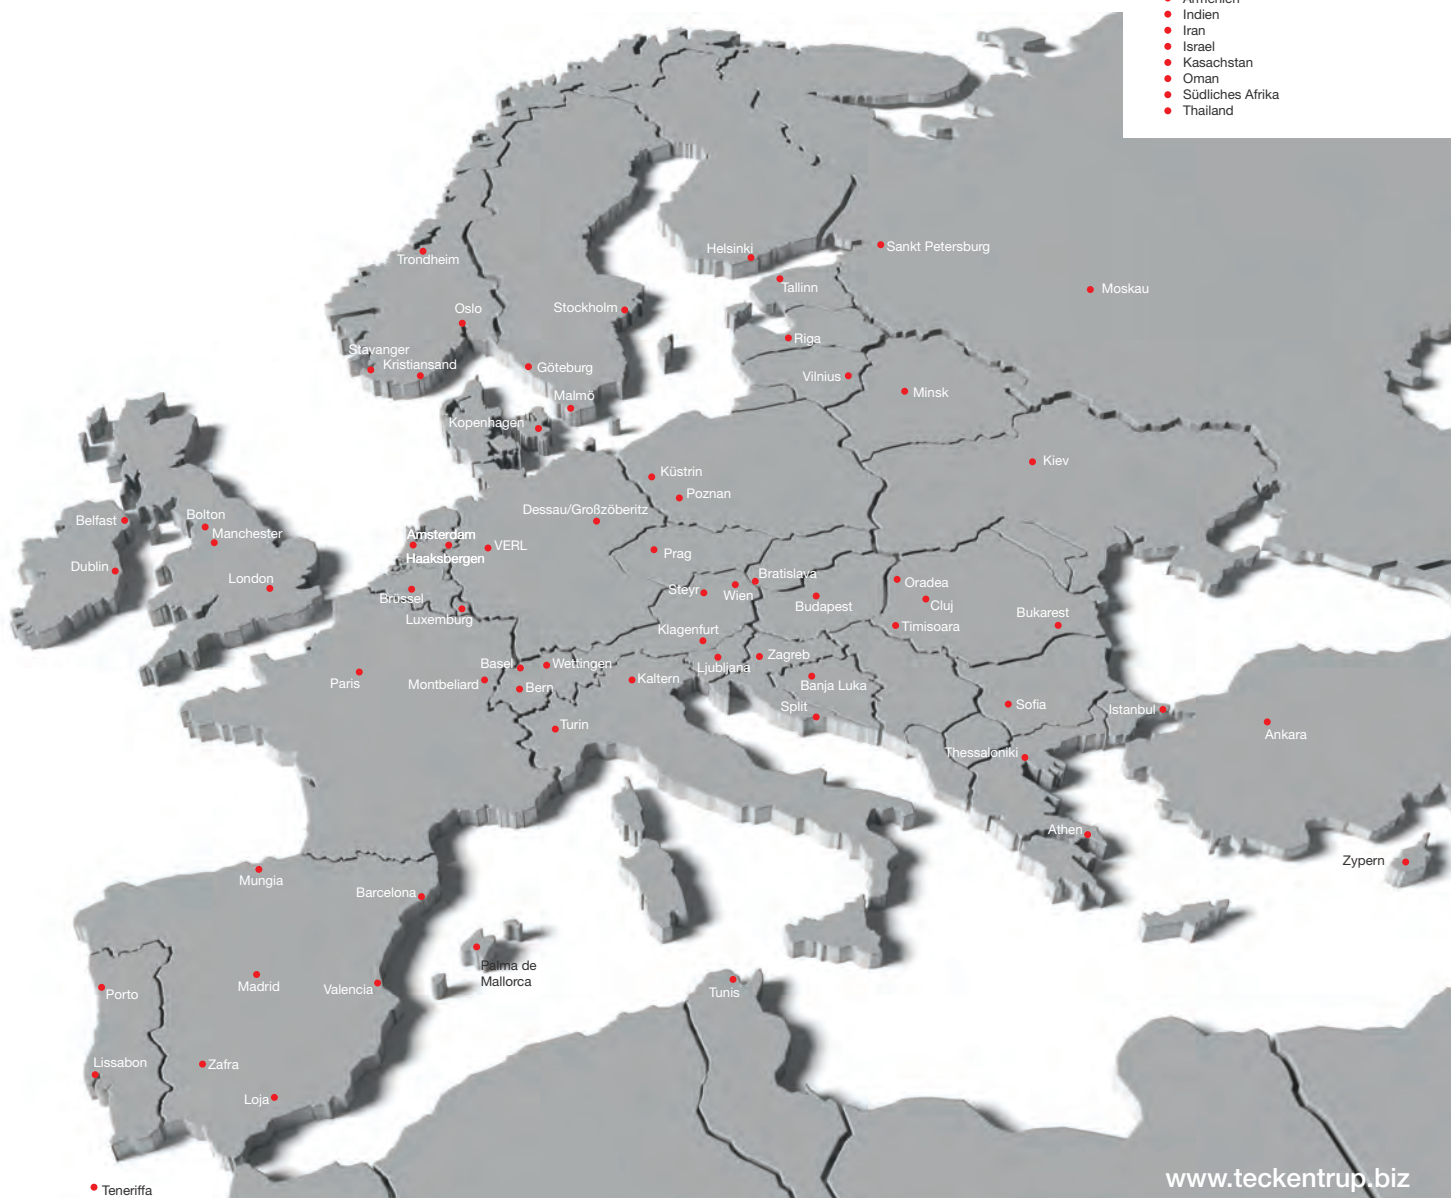 Armenien
Indien
Iran
Israel
Kasachstan
Oman
Südliches Afrika
Thailand
Trondheim
Helsinki
Sankt Petersburg
Tallinn
Moskau
Oslo
Stockholm
Riga
Stavanger
Kristiansand
Göteburg
Vilnius
Minsk
Malmö
Kopenhagen
Kiev
Küstrin
Poznan
Dessau/Großzöberitz
Belfast
Bolton
Manchester
Amsterdam
Haaksbergen
VERL
Prag
Dublin
London
Brüssel
Luxemburg
Steyr
Wien
Bratislava
Budapest
Oradea
Cluj
Timisoara
Bukarest
Klagenfurt
Ljubljana
Zagreb
Basel
Wettingen
Paris
Montbeliard
Bern
Kaltern
Banja Luka
Split
Sofia
Istanbul
Turin
Ankara
Thessaloniki
Athen
Zypern
Mungia
Barcelona
Palma de
Mallorca
Porto
Madrid
Valencia
Tunis
Lissabon
Zafra
Loja
Teneriffa
www.teckentrup.biz